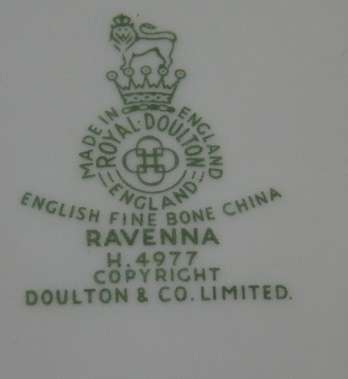 MADE IN ENGLAND
ROYAL·DOULTON
ENGLAND
ENGLISH FINE BONE CHINA
RAVENNA
H.4977
COPYRIGHT
DOULTON & CO. LIMITED.